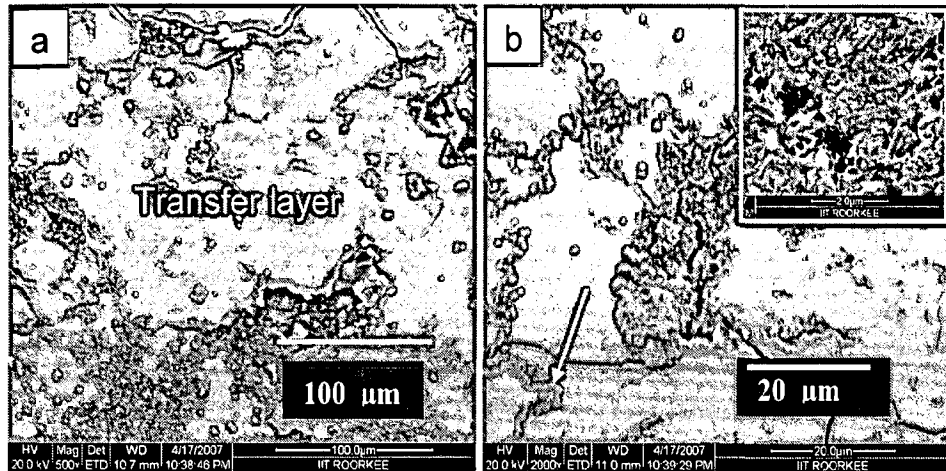 a
Transfer layer
100 µm
HV Mag Det WD 4/17/2007 100.0µm
20.0 kV 500x ETD 10.7 mm 10:38:46 PM IIT ROORKEE
b
2.0µm
IIT ROORKEE
20 µm
HV Mag Det WD 4/17/2007 20.0µm
20.0 kV 2000x ETD 11.0 mm 10:39:29 PM IIT ROORKEE